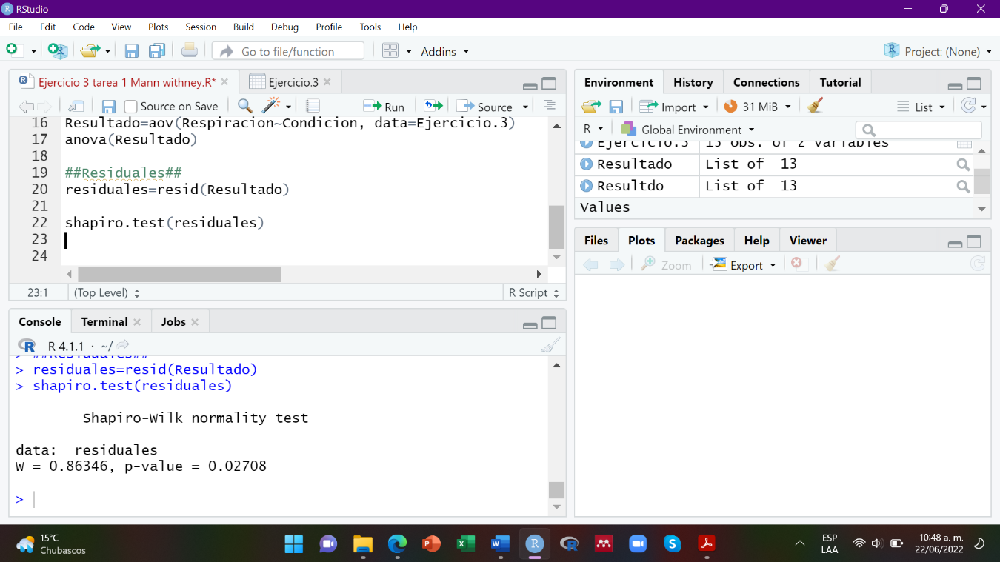 RStudio
File Edit Code View Plots Session Build Debug Profile Tools Help
Go to file/function Addins Project: (None)
Ejercicio 3 tarea 1 Mann withney.R* Ejercicio.3
Source on Save Run Source
16 Resultado=aov(Respiracion~Condicion, data=Ejercicio.3)
17 anova(Resultado)
18
19 ##Residuales##
20 residuales=resid(Resultado)
21
22 shapiro.test(residuales)
23
24
23:1 (Top Level) R Script
Console Terminal Jobs
R 4.1.1 · ~/
> ##Residuales##
> residuales=resid(Resultado)
> shapiro.test(residuales)
Shapiro-Wilk normality test
data: residuales
W = 0.86346, p-value = 0.02708
>
Environment History Connections Tutorial
Import 31 MiB List
R Global Environment
Ejercicio.3 15 obs. of 2 variables
Resultado List of 13
Resultdo List of 13
Values
Files Plots Packages Help Viewer
Zoom Export
15°C
Chubascos
ESP
LAA
10:48 a. m.
22/06/2022